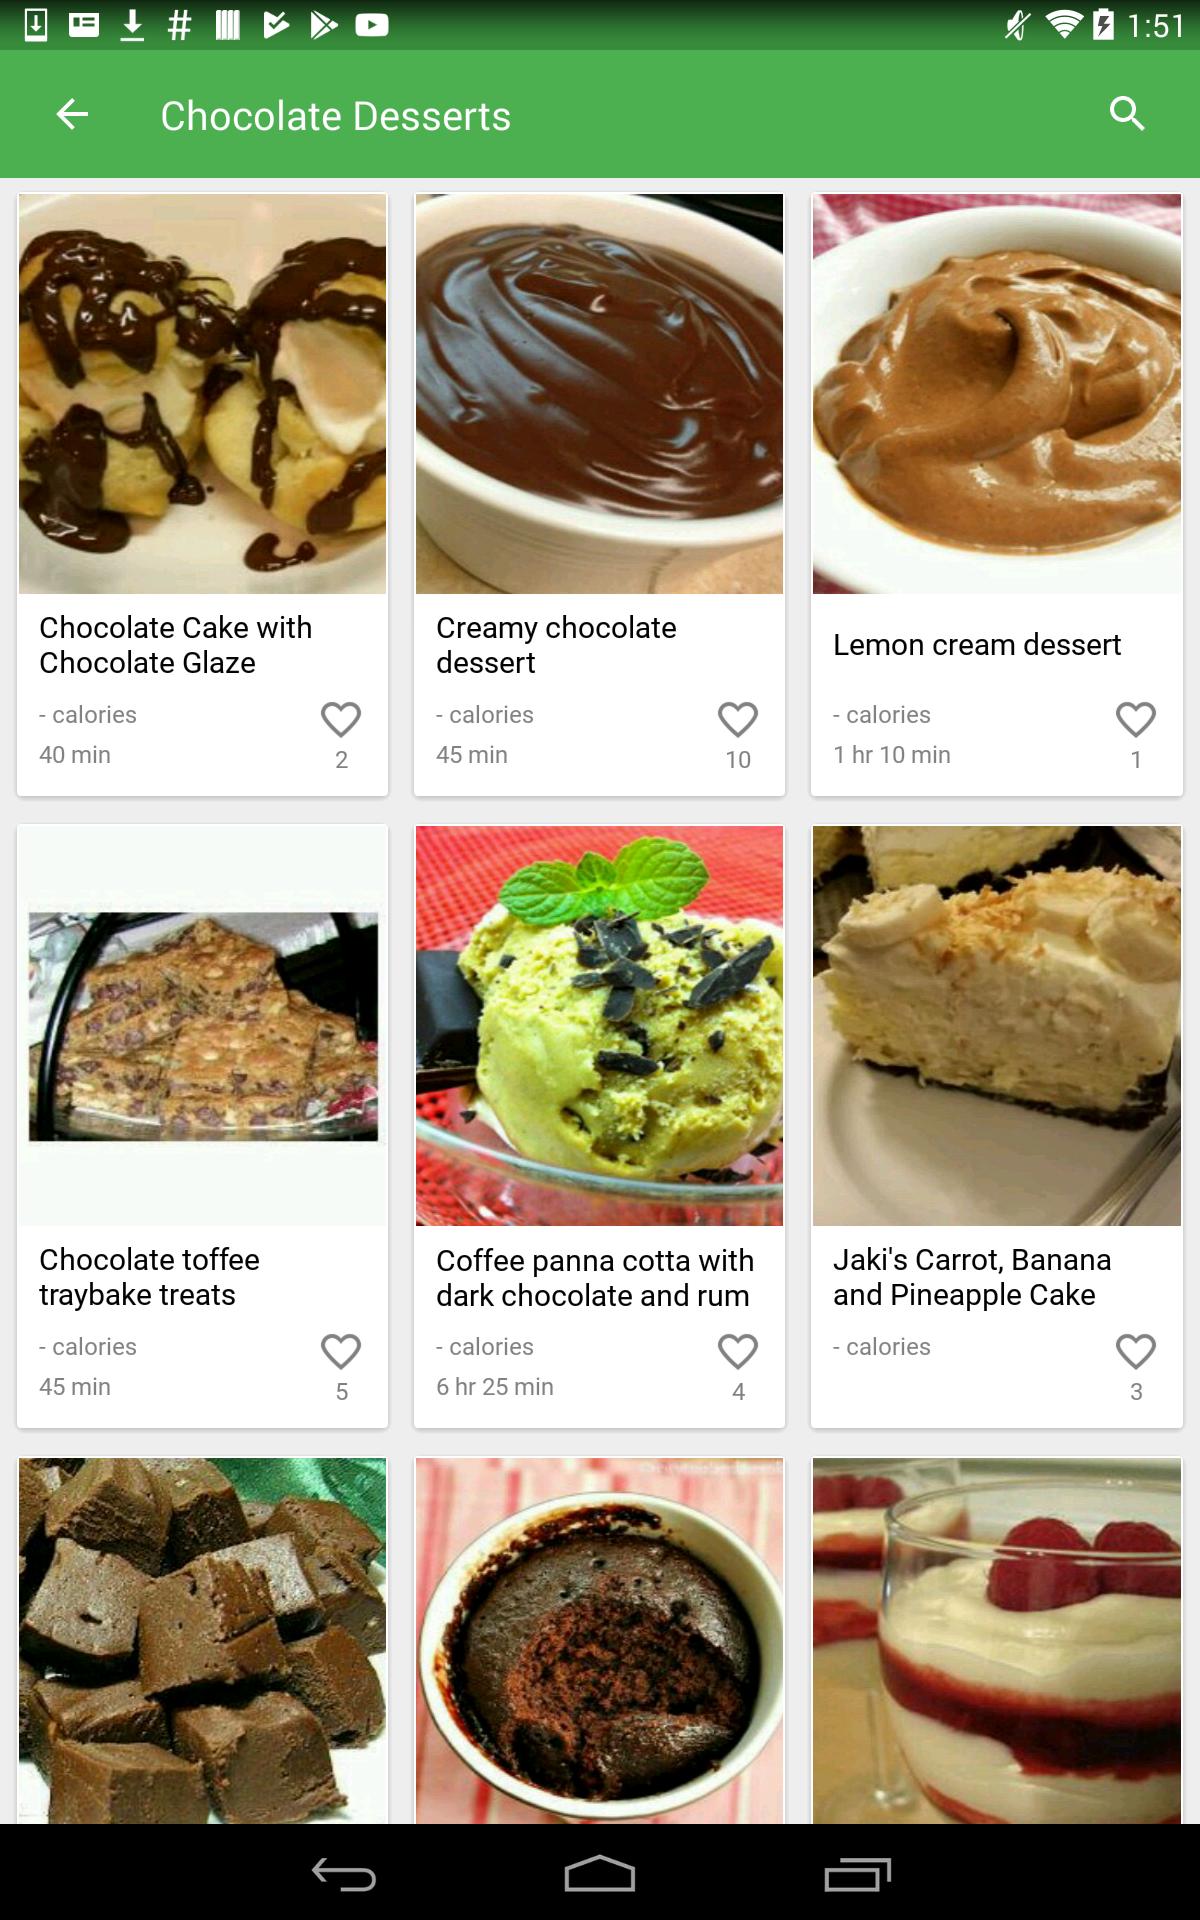 1:51
Chocolate Desserts
Chocolate Cake with
Chocolate Glaze
- calories
40 min
2
Creamy chocolate
dessert
- calories
45 min
10
Lemon cream dessert
- calories
1 hr 10 min
1
Chocolate toffee
traybake treats
- calories
45 min
5
Coffee panna cotta with
dark chocolate and rum
- calories
6 hr 25 min
4
Jaki's Carrot, Banana
and Pineapple Cake
- calories
3